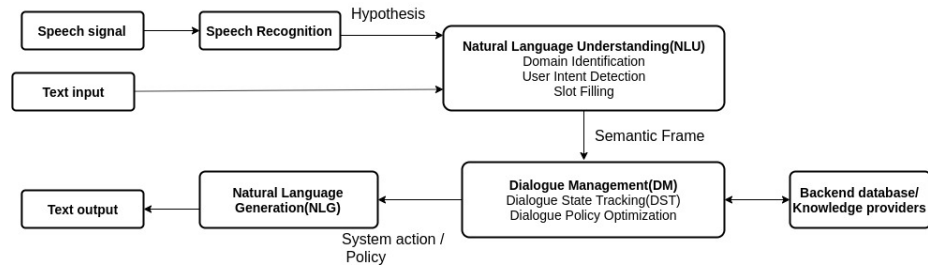 Hypothesis
Speech signal
Speech Recognition
Natural Language Understanding(NLU)
Domain Identification
User Intent Detection
Slot Filling
Text input
Semantic Frame
Dialogue Management(DM)
Dialogue State Tracking(DST)
Dialogue Policy Optimization
Backend database/
Knowledge providers
Natural Language
Generation(NLG)
Text output
System action /
Policy